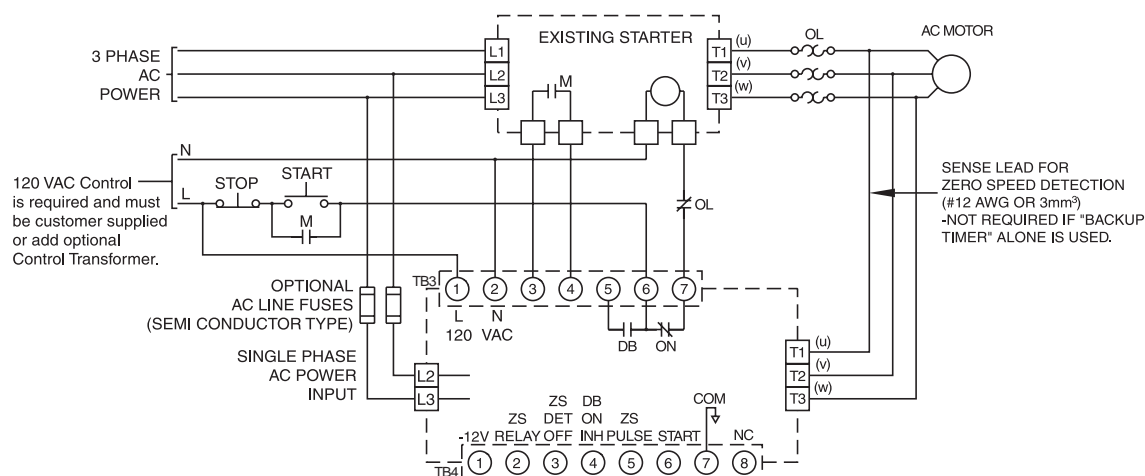 3 PHASE
AC
POWER
L1
L2
L3
EXISTING STARTER
M
T1
T2
T3
(u)
(v)
(w)
OL
AC MOTOR
N
L
STOP
START
M
120 VAC Control
is required and must
be customer supplied
or add optional
Control Transformer.
OL
SENSE LEAD FOR
ZERO SPEED DETECTION
(#12 AWG OR 3mm³)
-NOT REQUIRED IF "BACKUP
TIMER" ALONE IS USED.
TB3
1 2 3 4 5 6 7
L N
120 VAC
DB ON
OPTIONAL
AC LINE FUSES
(SEMI CONDUCTOR TYPE)
SINGLE PHASE
AC POWER
INPUT
L2
L3
T1
T2
T3
(u)
(v)
(w)
-12V
ZS
RELAY
ZS
DET
OFF
DB
ON
INH
ZS
PULSE
START
COM
NC
TB4
1 2 3 4 5 6 7 8